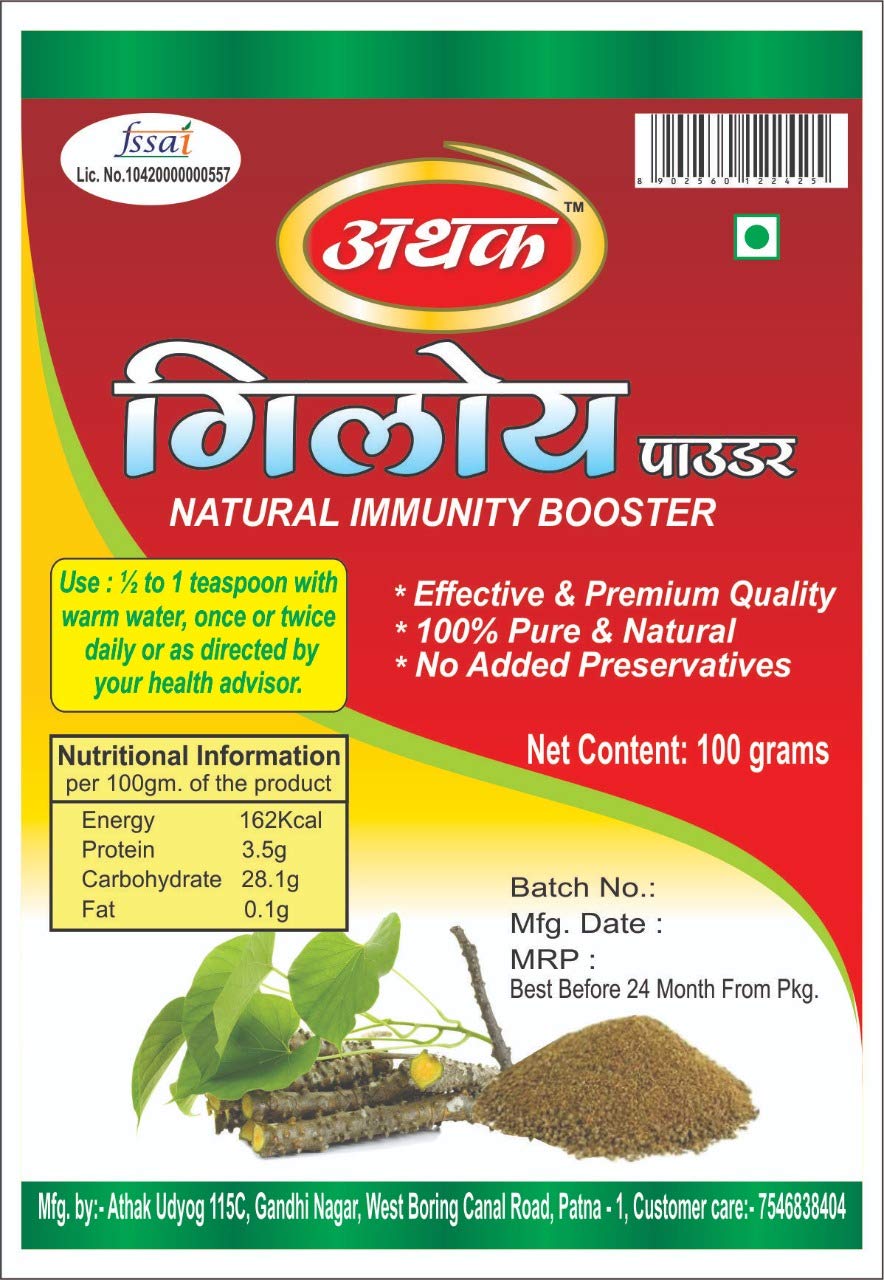 fssai
Lic. No.10420000000557
8 902560 122425
अथक TM
गिलोय पाउडर
NATURAL IMMUNITY BOOSTER
Use : ½ to 1 teaspoon with
warm water, once or twice
daily or as directed by
your health advisor.
* Effective & Premium Quality
* 100% Pure & Natural
* No Added Preservatives
Net Content: 100 grams
Nutritional Information
per 100gm. of the product
Energy 162Kcal
Protein 3.5g
Carbohydrate 28.1g
Fat 0.1g
Batch No.:
Mfg. Date :
MRP :
Best Before 24 Month From Pkg.
Mfg. by:- Athak Udyog 115C, Gandhi Nagar, West Boring Canal Road, Patna - 1, Customer care:- 7546838404